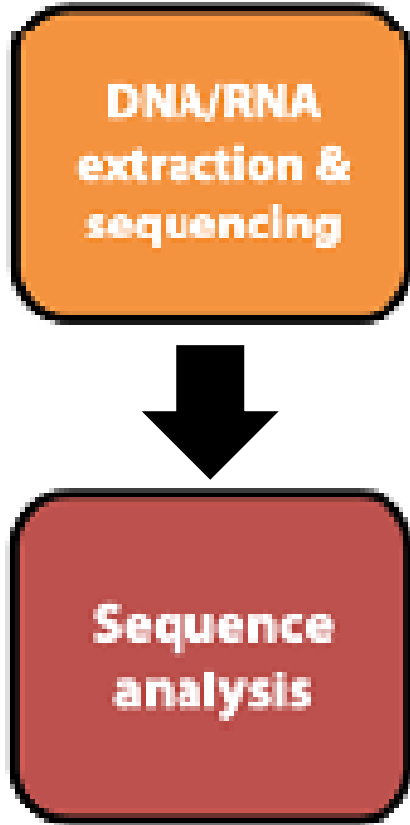 DNA/RNA
extraction &
sequencing
Sequence
analysis